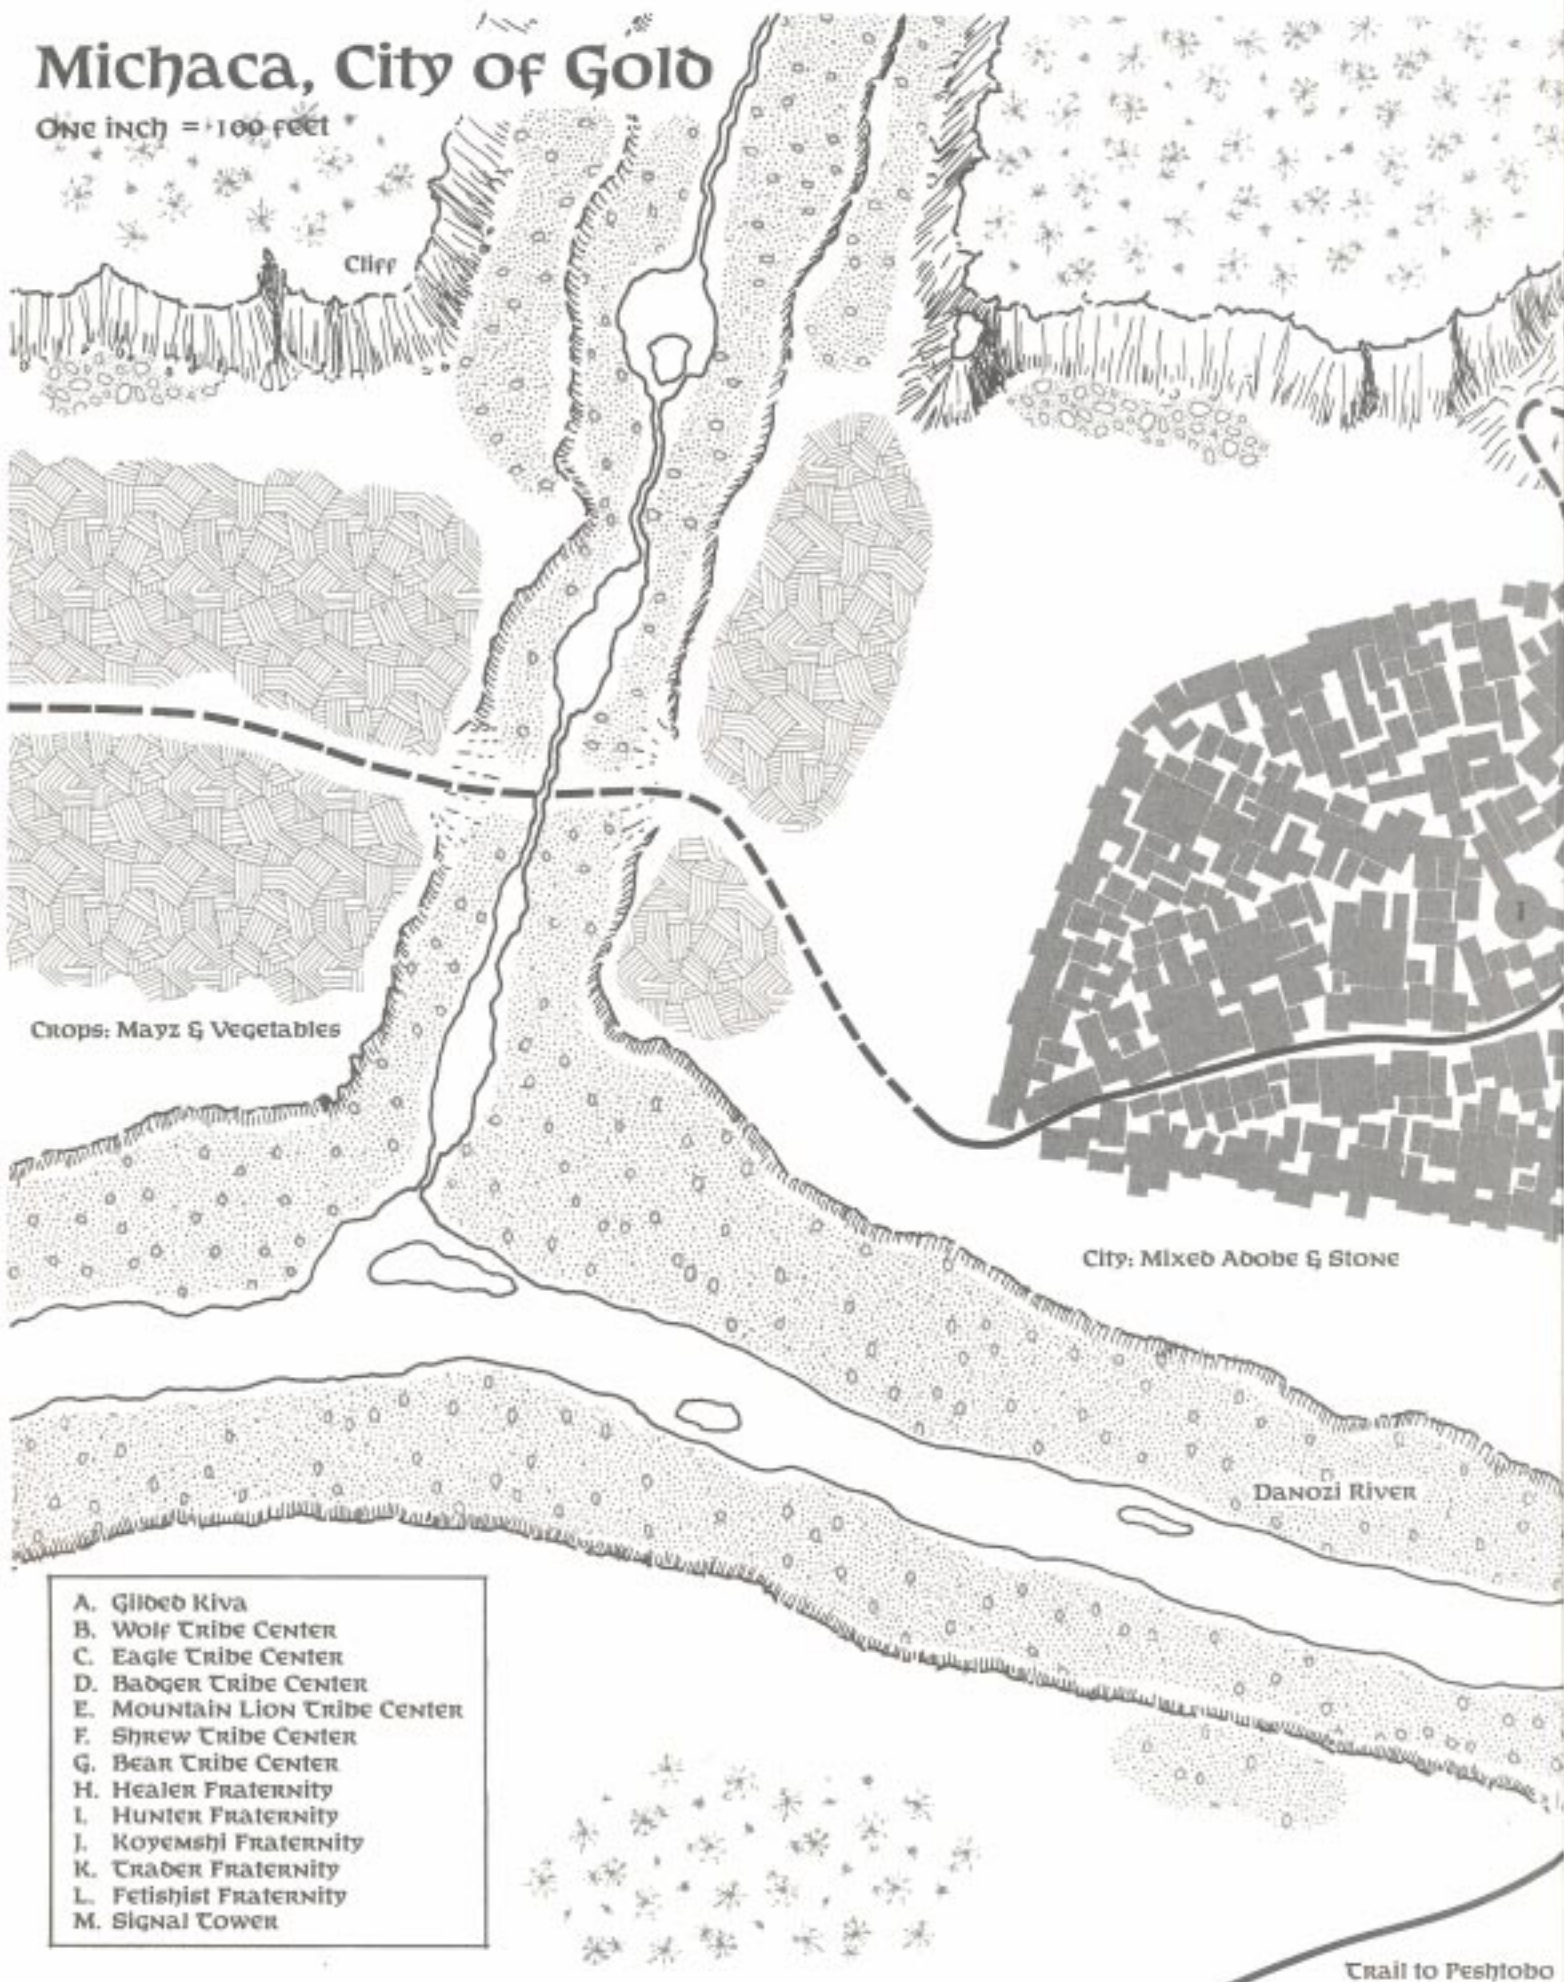 Michaca, City of Gold
One inch = 100 feet
Cliff
Crops: Mayz & Vegetables
I
City: Mixed Adobe & Stone
Danozi River
A. Gilded Kiva
B. Wolf Tribe Center
C. Eagle Tribe Center
D. Badger Tribe Center
E. Mountain Lion Tribe Center
F. Shrew Tribe Center
G. Bear Tribe Center
H. Healer Fraternity
I. Hunter Fraternity
J. Koyemshi Fraternity
K. Trader Fraternity
L. Fetishist Fraternity
M. Signal Tower
Trail to Peshtobo